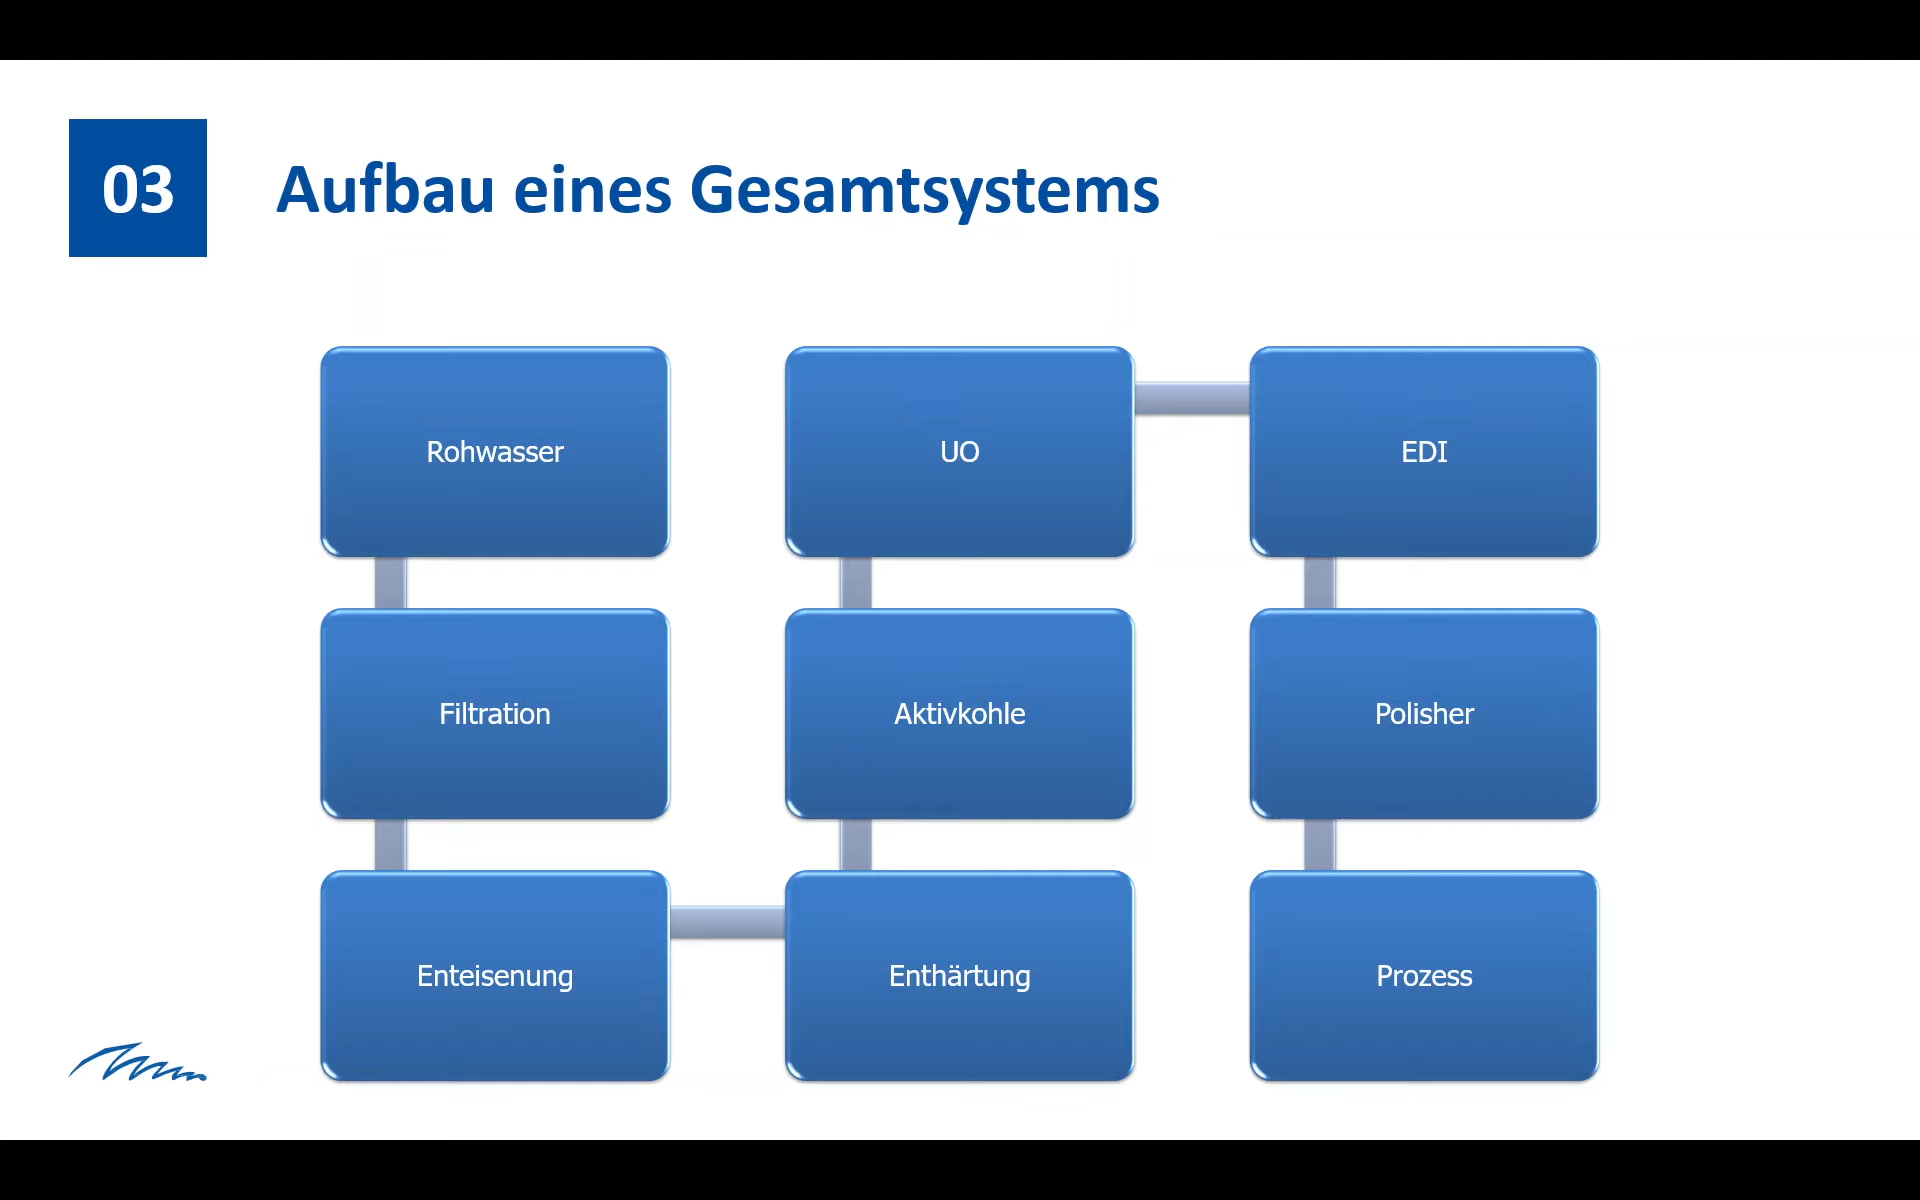 03
Aufbau eines Gesamtsystems
Rohwasser
Filtration
Enteisenung
Enthärtung
Aktivkohle
UO
EDI
Polisher
Prozess